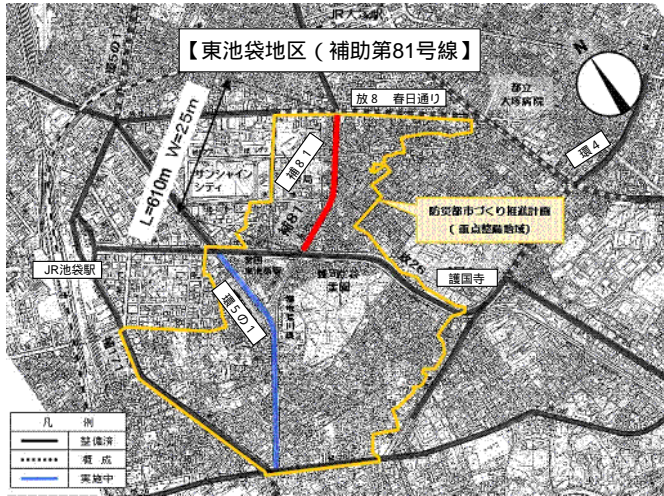 JR大塚駅
【東池袋地区（補助第81号線）】
環5の1
放8 春日通り
都立
大塚病院
N
L=610m W=25m
サンシャイン
シティ
補81
環4
補81
防災都市づくり推進計画
（重点整備地域）
JR池袋駅
環5の1
護国寺
凡 例
整備済
概 成
実施中